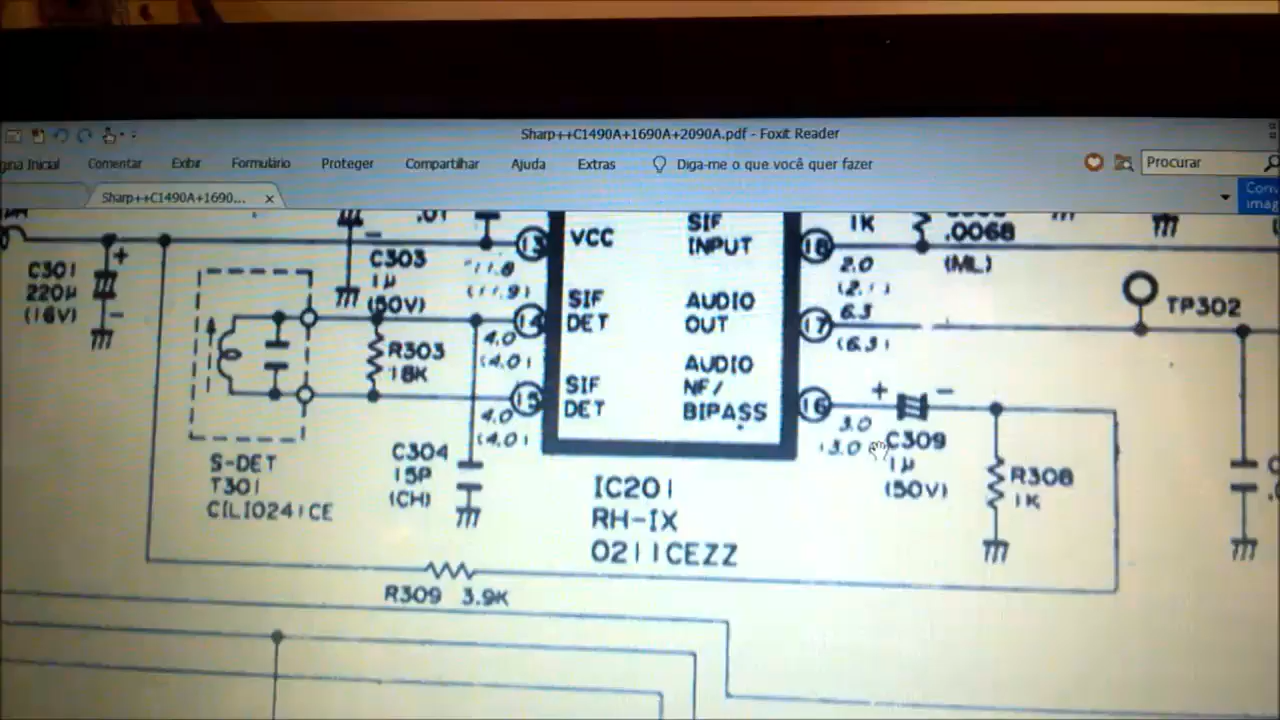 Sharp++C1490A+1690A+2090A.pdf - Foxit Reader
Inicial Comentar Exibir Formulário Proteger Compartilhar Ajuda Extras Diga-me o que você quer fazer Procurar
Sharp++C1490A+1690... x
.01
13
VCC
11.8
(11.9)
SIF
INPUT
18
1K
2.0
(2.1)
.0068
(ML)
C301
220μ
(16V)
+
-
-
C303
1μ
(50V)
SIF
DET
14
4.0
(4.0)
AUDIO
OUT
17
6.3
(6.3)
TP302
R303
18K
SIF
DET
15
4.0
(4.0)
AUDIO
NF/
BIPASS
16
3.0
+
-
C309
1μ
(50V)
R308
1K
C304
15P
(CH)
S-DET
T301
CILI0241CE
IC201
RH-IX
0211CEZZ
R309 3.9K